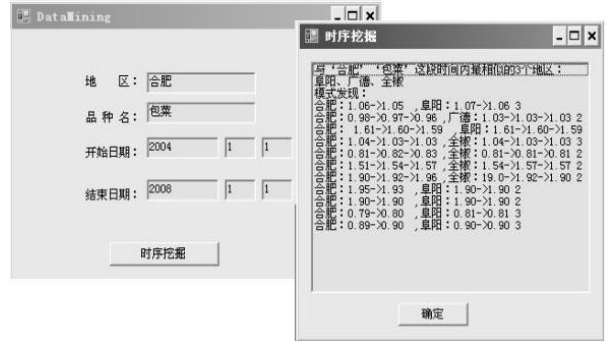 DataMining
地 区：合肥
品 种 名：包菜
开始日期：2004 1 1
结束日期：2008 1 1
时序挖掘
时序挖掘
与‘合肥’‘包菜’这段时间内最相似的3个地区：
阜阳、广德、全椒
模式发现：
合肥：1.06->1.05 ,阜阳：1.07->1.06 3
合肥：0.98->0.97->0.96 ,广德：1.03->1.03->1.03 2
合肥： 1.61->1.60->1.59 ,阜阳：1.61->1.60->1.59
合肥：1.04->1.03->1.03 ,全椒：1.04->1.03->1.03 3
合肥：0.81->0.82->0.83 ,全椒：0.81->0.81->0.81 2
合肥：1.51->1.54->1.57 ,全椒：1.54->1.57->1.57 2
合肥：1.90->1.92->1.96 ,全椒：19.0->1.92->1.90 2
合肥：1.95->1.93 ,阜阳：1.90->1.90 2
合肥：1.90->1.90 ,阜阳：1.90->1.90 2
合肥：0.79->0.80 ,阜阳：0.81->0.81 3
合肥：0.89->0.90 ,阜阳：0.90->0.90 3
确定